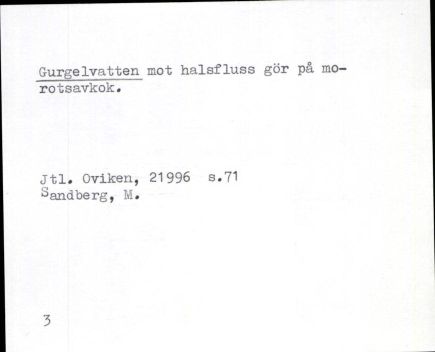 Gurgelvatten mot halsfluss gör på mo-
rotsavkok.
Jtl. Oviken, 21996 s.71
Sandberg, M.
3